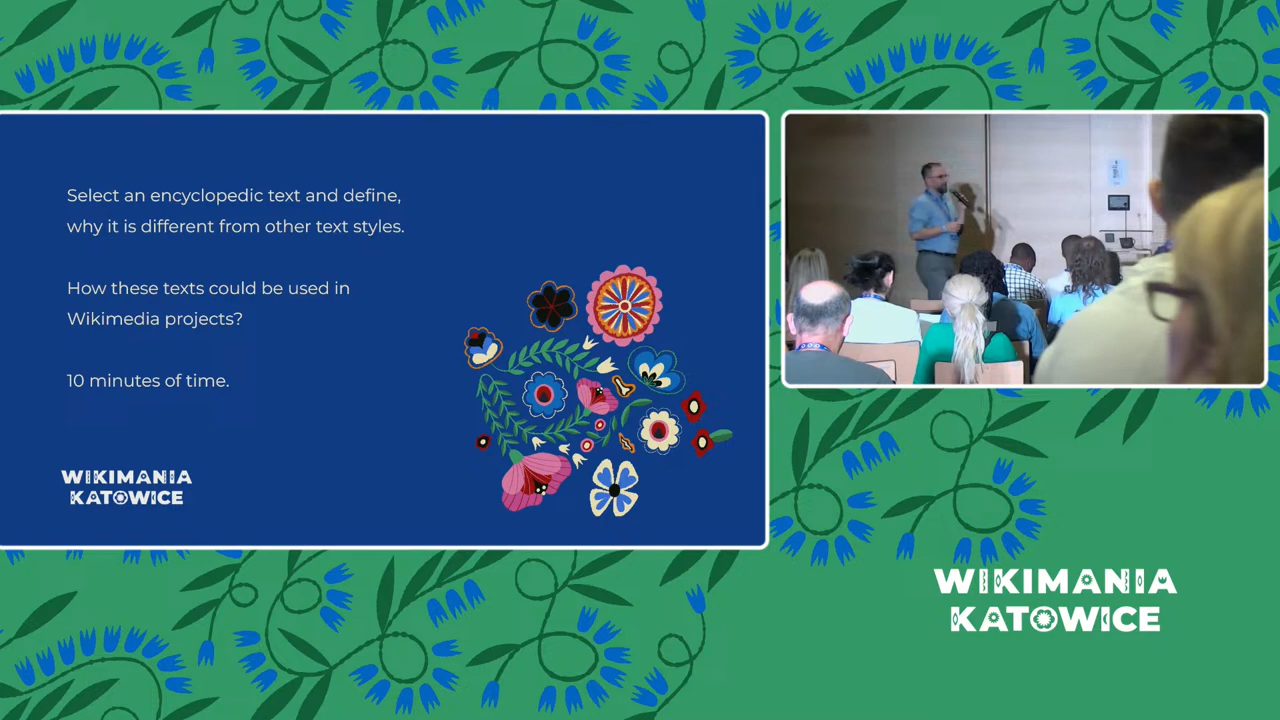 Select an encyclopedic text and define,
why it is different from other text styles.
How these texts could be used in
Wikimedia projects?
10 minutes of time.
WIKIMANIA
KATOWICE
WIKIMANIA
KATOWICE